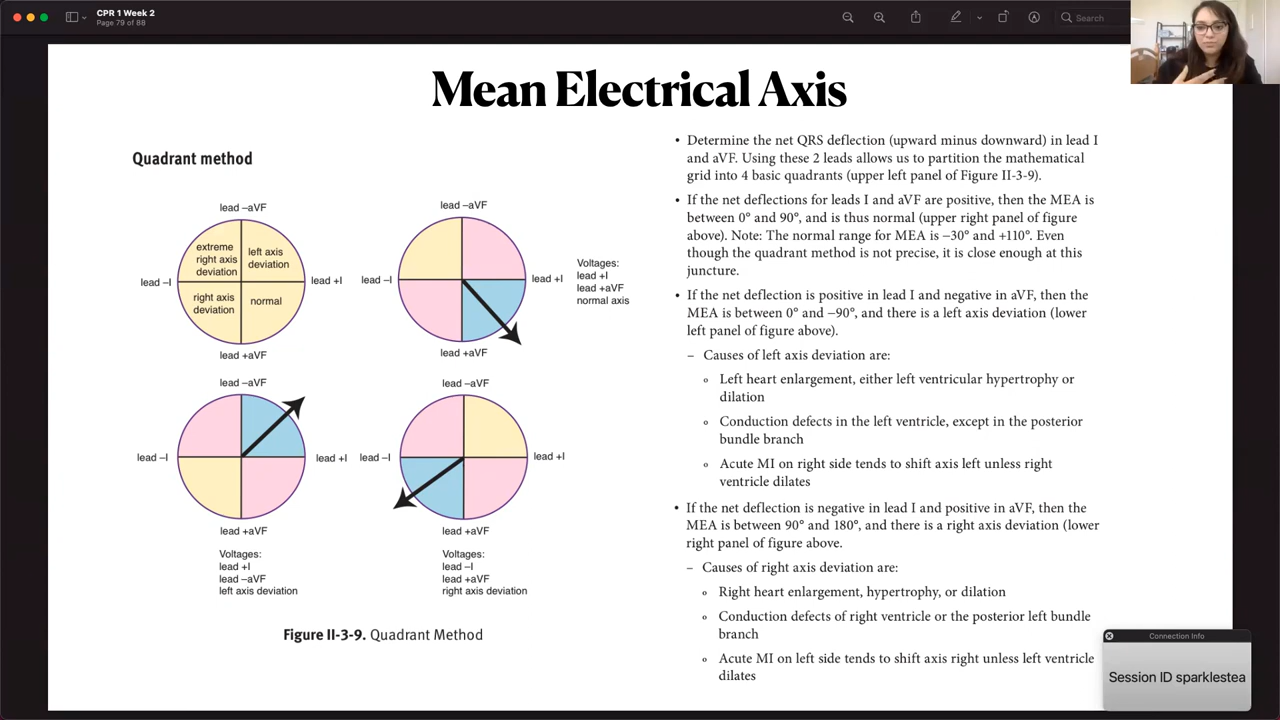 CPR 1 Week 2
Page 79 of 88
Search
Mean Electrical Axis
Quadrant method
lead –aVF
extreme
right axis
deviation
left axis
deviation
lead –I
lead +I
right axis
deviation
normal
lead +aVF
lead –aVF
lead –I
lead +I
lead +aVF
Voltages:
lead +I
lead +aVF
normal axis
lead –aVF
lead –I
lead +I
lead +aVF
Voltages:
lead +I
lead –aVF
left axis deviation
lead –aVF
lead –I
lead +I
lead +aVF
Voltages:
lead –I
lead +aVF
right axis deviation
Figure II-3-9. Quadrant Method
• Determine the net QRS deflection (upward minus downward) in lead I
and aVF. Using these 2 leads allows us to partition the mathematical
grid into 4 basic quadrants (upper left panel of Figure II-3-9).
• If the net deflections for leads I and aVF are positive, then the MEA is
between 0° and 90°, and is thus normal (upper right panel of figure
above). Note: The normal range for MEA is −30° and +110°. Even
though the quadrant method is not precise, it is close enough at this
juncture.
• If the net deflection is positive in lead I and negative in aVF, then the
MEA is between 0° and −90°, and there is a left axis deviation (lower
left panel of figure above).
– Causes of left axis deviation are:
° Left heart enlargement, either left ventricular hypertrophy or
dilation
° Conduction defects in the left ventricle, except in the posterior
bundle branch
° Acute MI on right side tends to shift axis left unless right
ventricle dilates
• If the net deflection is negative in lead I and positive in aVF, then the
MEA is between 90° and 180°, and there is a right axis deviation (lower
right panel of figure above.
– Causes of right axis deviation are:
° Right heart enlargement, hypertrophy, or dilation
° Conduction defects of right ventricle or the posterior left bundle
branch
° Acute MI on left side tends to shift axis right unless left ventricle
dilates
Connection Info
Session ID sparklestea